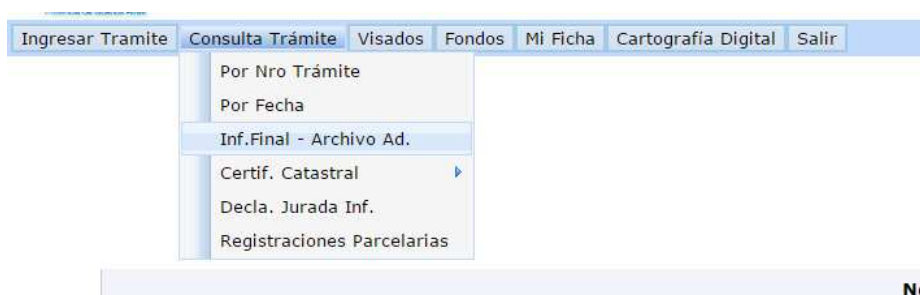 Ingresar Tramite Consulta Trámite Visados Fondos Mi Ficha Cartografía Digital Salir
Por Nro Trámite
Por Fecha
Inf.Final - Archivo Ad.
Certif. Catastral
Decla. Jurada Inf.
Registraciones Parcelarias